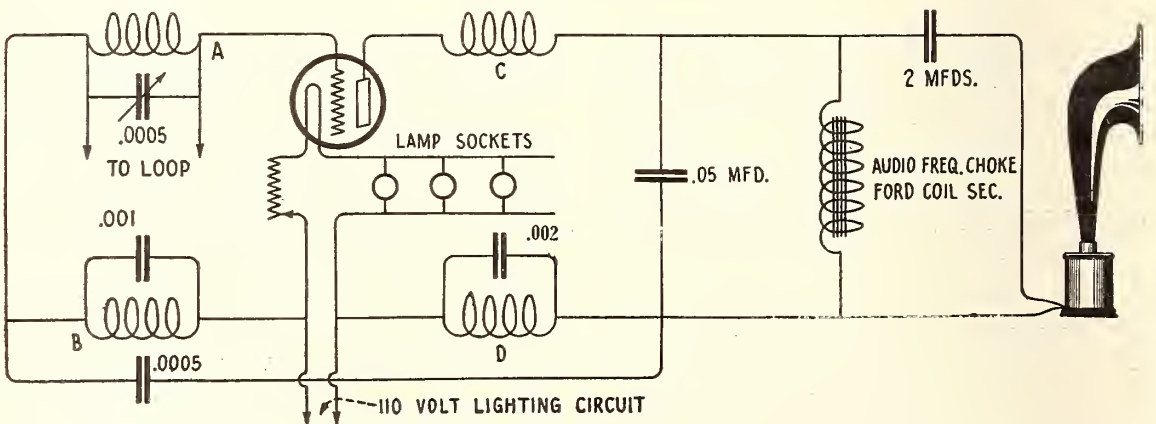 A
.0005
TO LOOP
C
2 MFDS.
LAMP SOCKETS
.05 MFD.
AUDIO FREQ. CHOKE
FORD COIL SEC.
.001
.002
B
D
.0005
110 VOLT LIGHTING CIRCUIT